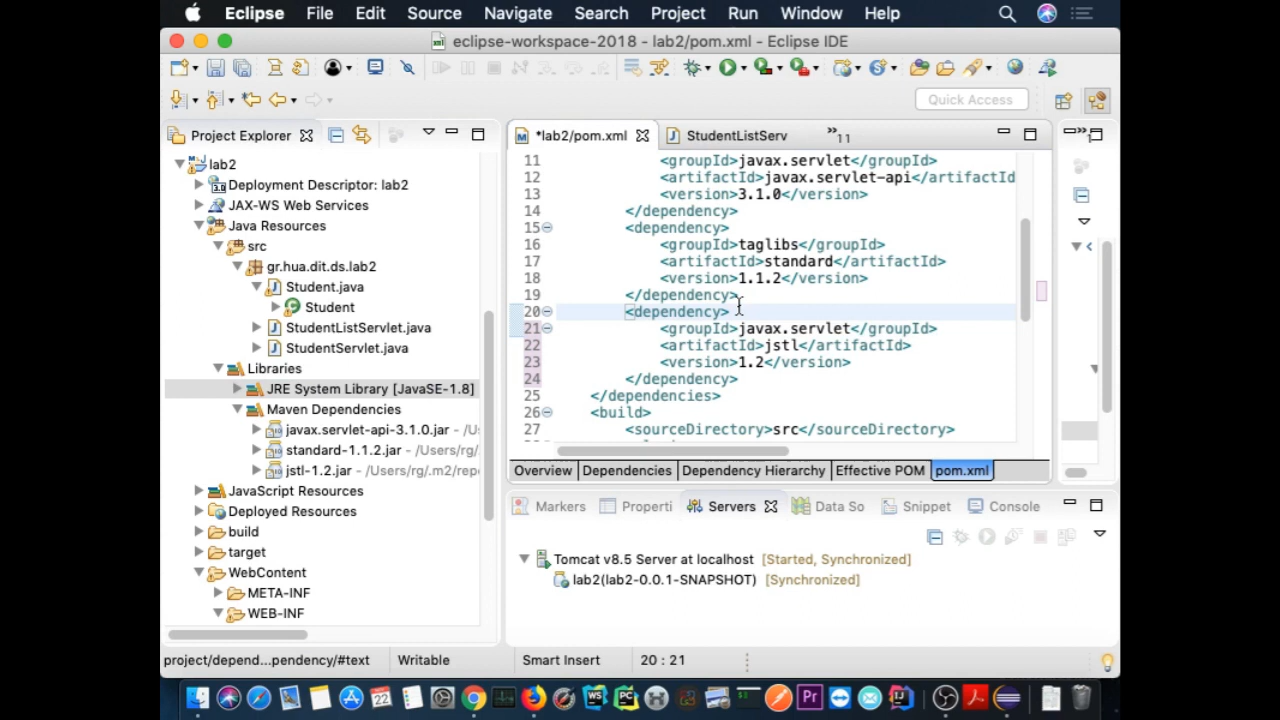 Eclipse File Edit Source Navigate Search Project Run Window Help
eclipse-workspace-2018 - lab2/pom.xml - Eclipse IDE
Quick Access
Project Explorer
*lab2/pom.xml StudentListServ »11
lab2
Deployment Descriptor: lab2
JAX-WS Web Services
Java Resources
src
gr.hua.dit.ds.lab2
Student.java
Student
StudentListServlet.java
StudentServlet.java
Libraries
JRE System Library [JavaSE-1.8]
Maven Dependencies
javax.servlet-api-3.1.0.jar - /U
standard-1.1.2.jar - /Users/rg/
jstl-1.2.jar - /Users/rg/.m2/repo
JavaScript Resources
Deployed Resources
build
target
WebContent
META-INF
WEB-INF
11 <groupId>javax.servlet</groupId>
12 <artifactId>javax.servlet-api</artifactId
13 <version>3.1.0</version>
14 </dependency>
15 <dependency>
16 <groupId>taglibs</groupId>
17 <artifactId>standard</artifactId>
18 <version>1.1.2</version>
19 </dependency>
20 <dependency>
21 <groupId>javax.servlet</groupId>
22 <artifactId>jstl</artifactId>
23 <version>1.2</version>
24 </dependency>
25 </dependencies>
26 <build>
27 <sourceDirectory>src</sourceDirectory>
Overview Dependencies Dependency Hierarchy Effective POM pom.xml
Markers Properti Servers Data So Snippet Console
Tomcat v8.5 Server at localhost [Started, Synchronized]
lab2(lab2-0.0.1-SNAPSHOT) [Synchronized]
project/depend...pendency/#text Writable Smart Insert 20 : 21